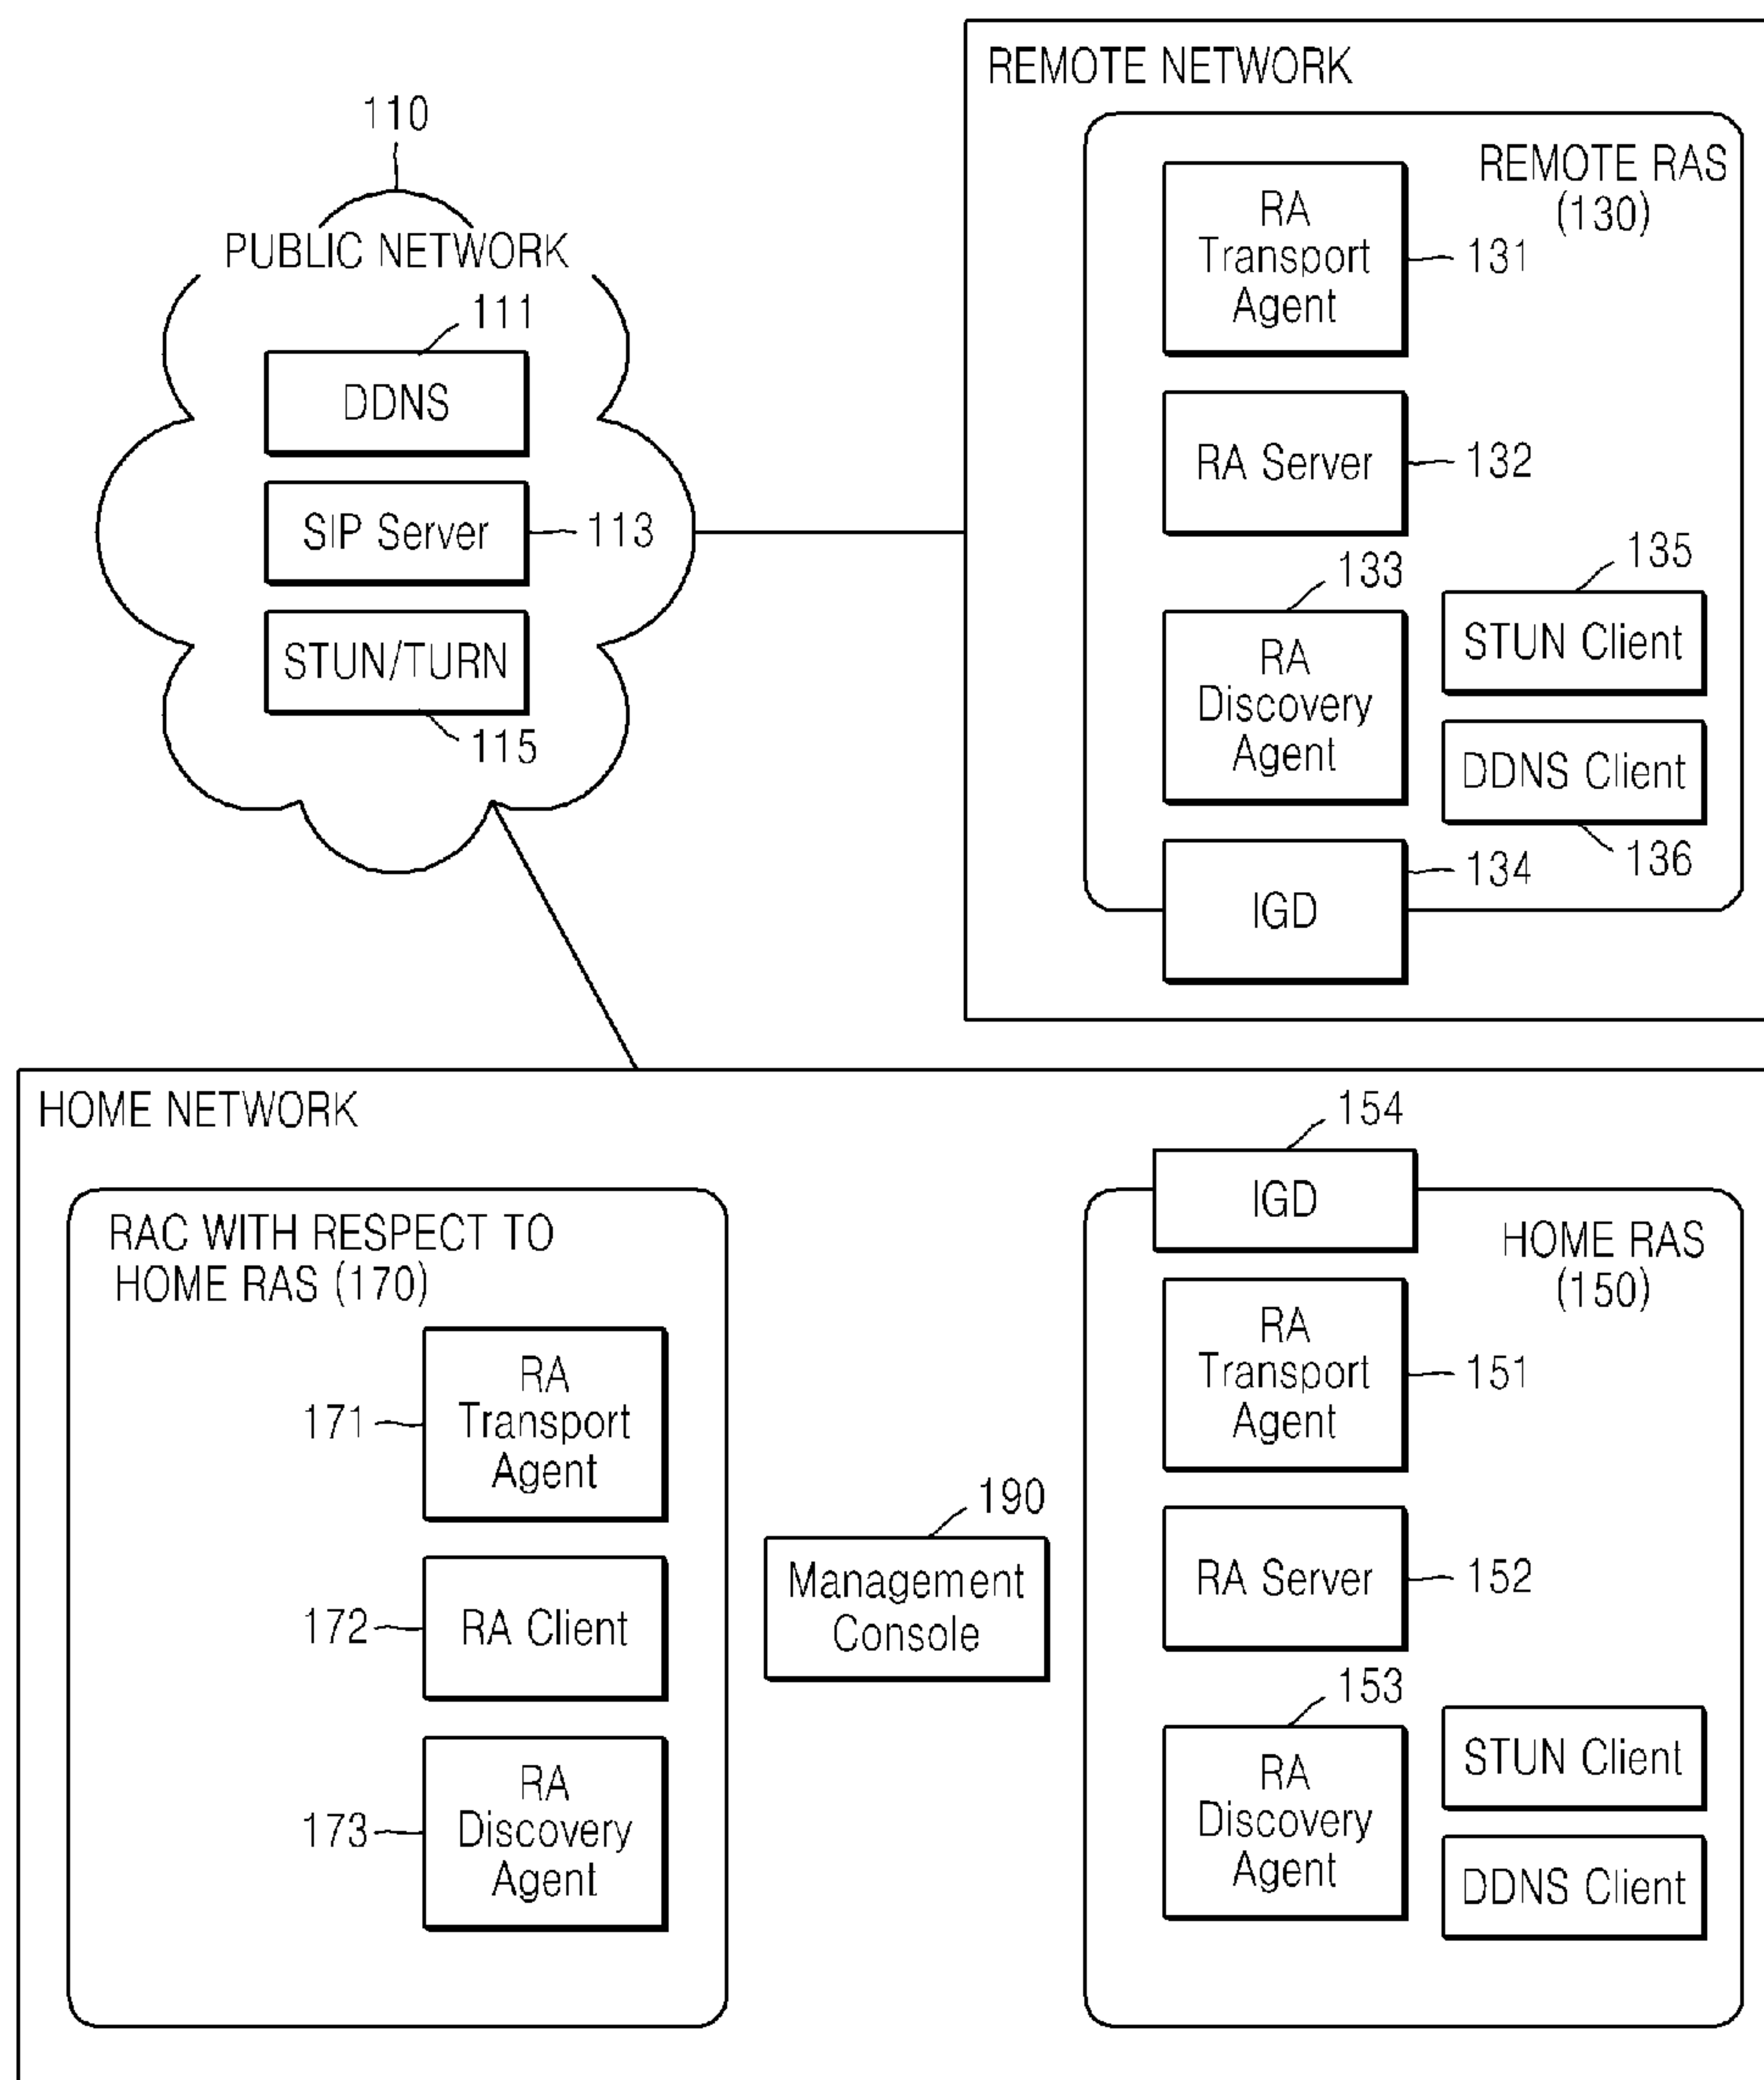 110
PUBLIC NETWORK
111
DDNS
SIP Server
113
STUN/TURN
115
REMOTE NETWORK
REMOTE RAS
(130)
RA
Transport
Agent
131
RA Server
132
133
RA
Discovery
Agent
135
STUN Client
DDNS Client
136
134
IGD
HOME NETWORK
RAC WITH RESPECT TO
HOME RAS (170)
171
RA
Transport
Agent
172
RA Client
173
RA
Discovery
Agent
190
Management
Console
154
IGD
HOME RAS
(150)
RA
Transport
Agent
151
RA Server
152
153
RA
Discovery
Agent
STUN Client
DDNS Client